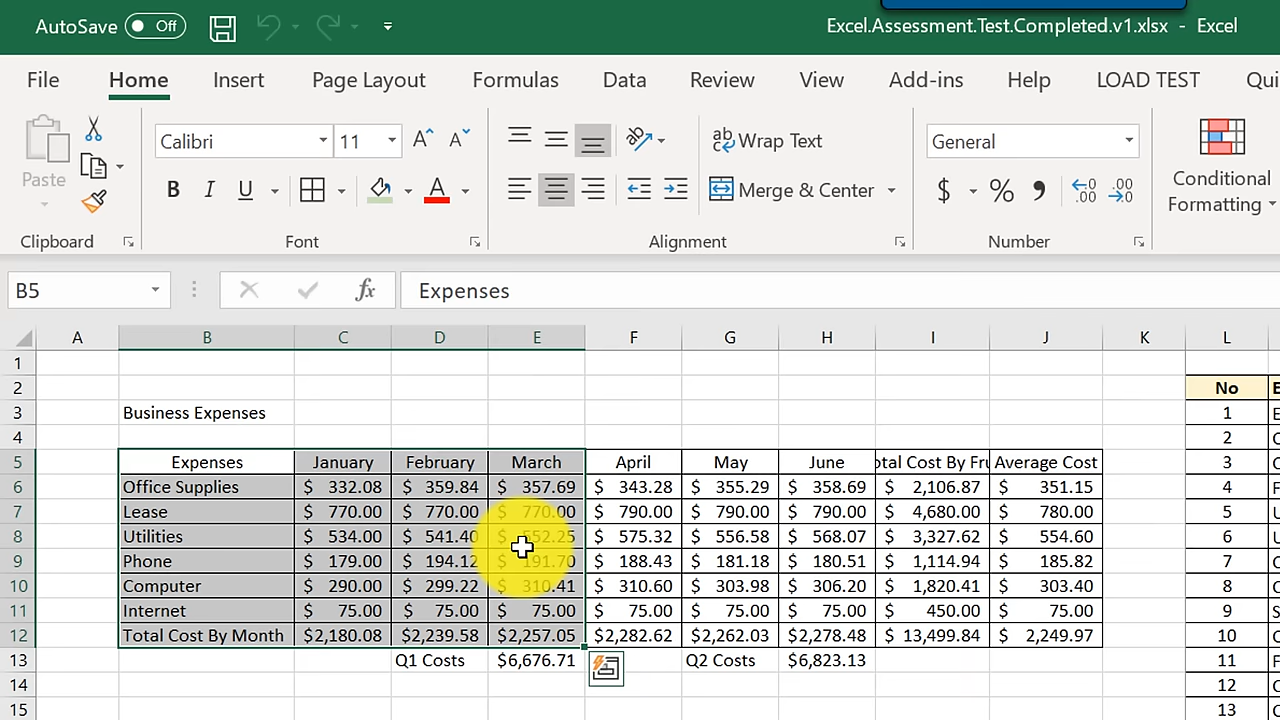 AutoSave Off Excel.Assessment.Test.Completed.v1.xlsx - Excel
File Home Insert Page Layout Formulas Data Review View Add-ins Help LOAD TEST Qui
Calibri 11 A^ A˅ ab Wrap Text General
Paste B I U A Merge & Center $ % , .00 .00 Conditional
Formatting
Clipboard Font Alignment Number
B5 fx Expenses
A B C D E F G H I J K L
1
2 No E
3 Business Expenses 1 E
4 2 C
5 Expenses January February March April May June otal Cost By Fru Average Cost 3 C
6 Office Supplies $ 332.08 $ 359.84 $ 357.69 $ 343.28 $ 355.29 $ 358.69 $ 2,106.87 $ 351.15 4 F
7 Lease $ 770.00 $ 770.00 $ 770.00 $ 790.00 $ 790.00 $ 790.00 $ 4,680.00 $ 780.00 5 U
8 Utilities $ 534.00 $ 541.40 $ 552.25 $ 575.32 $ 556.58 $ 568.07 $ 3,327.62 $ 554.60 6 U
9 Phone $ 179.00 $ 194.12 $ 191.70 $ 188.43 $ 181.18 $ 180.51 $ 1,114.94 $ 185.82 7 C
10 Computer $ 290.00 $ 299.22 $ 310.41 $ 310.60 $ 303.98 $ 306.20 $ 1,820.41 $ 303.40 8 C
11 Internet $ 75.00 $ 75.00 $ 75.00 $ 75.00 $ 75.00 $ 75.00 $ 450.00 $ 75.00 9 S
12 Total Cost By Month $2,180.08 $2,239.58 $2,257.05 $2,282.62 $2,262.03 $2,278.48 $ 13,499.84 $ 2,249.97 10 C
13 Q1 Costs $6,676.71 Q2 Costs $6,823.13 11 F
14 12 C
15 13 C